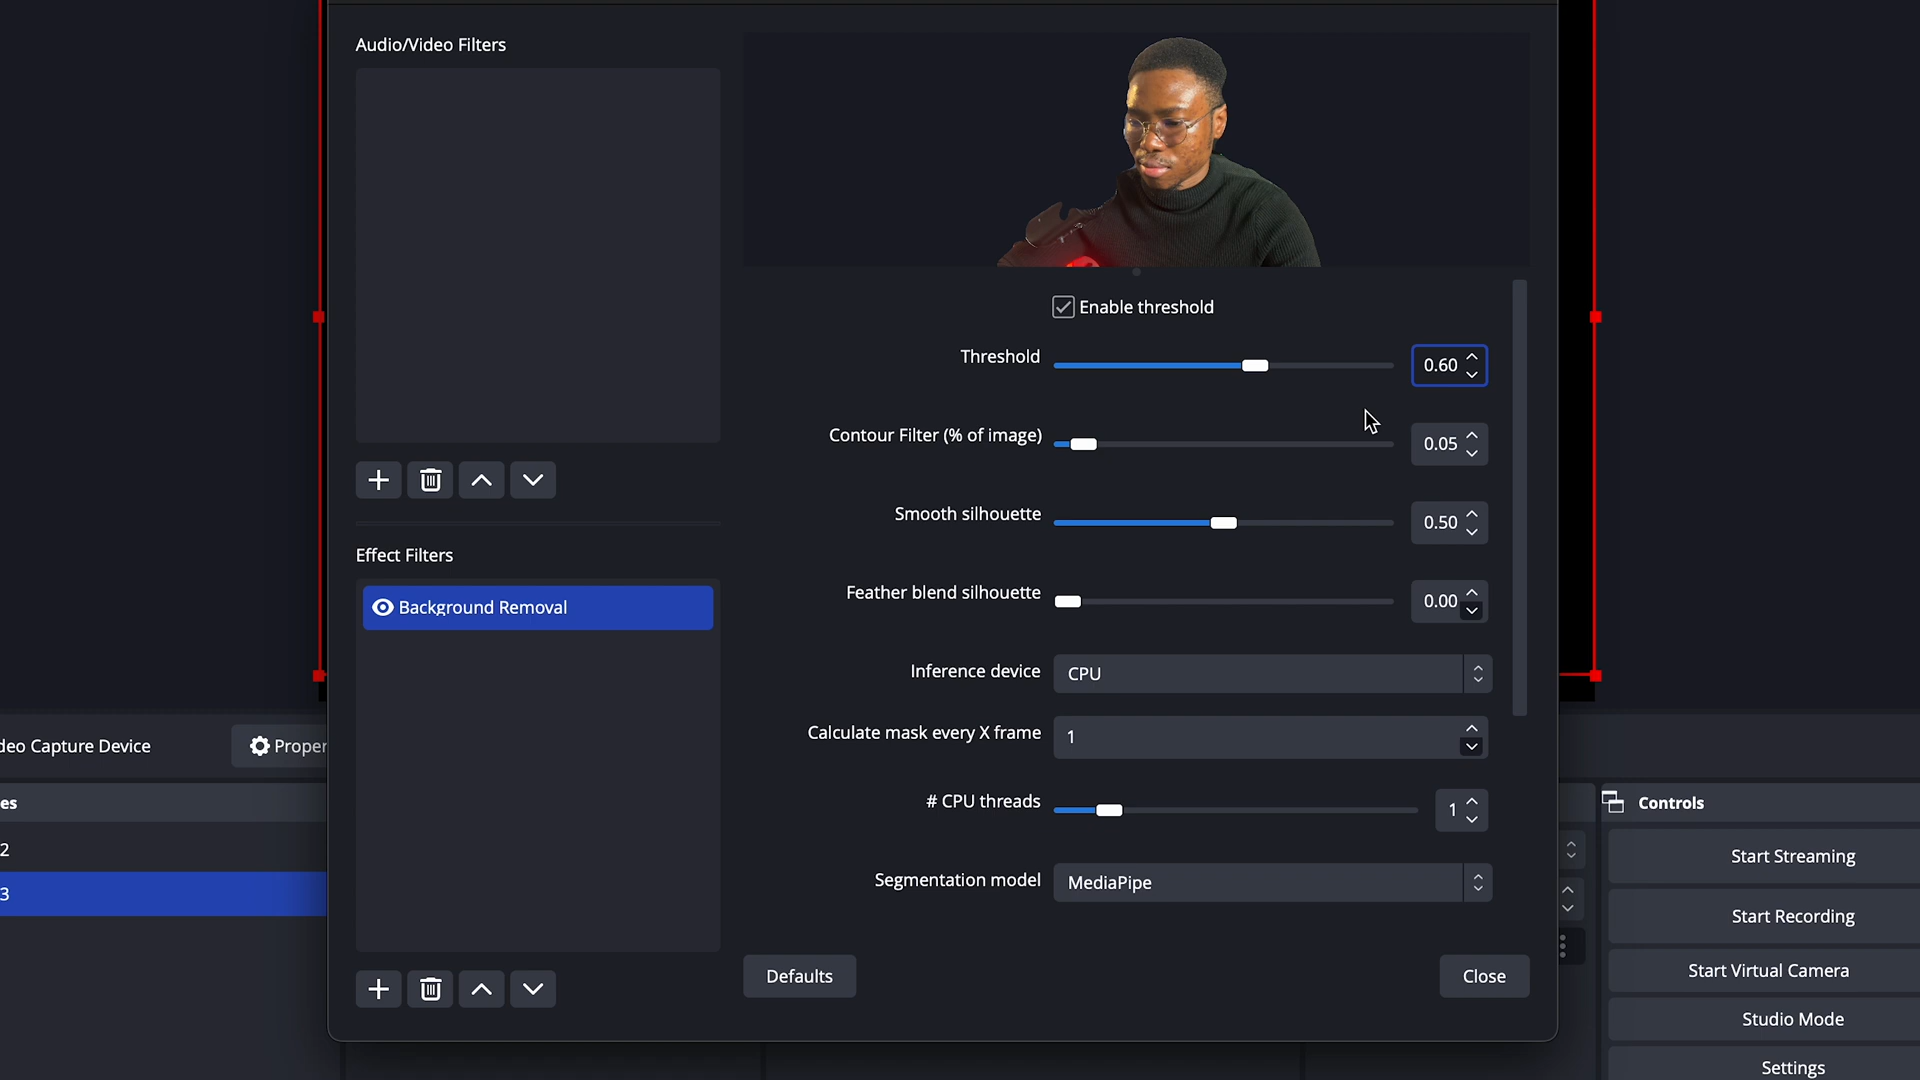 Audio/Video Filters
Enable threshold
Threshold
0.60
Contour Filter (% of image)
0.05
Smooth silhouette
0.50
Effect Filters
Feather blend silhouette
0.00
Background Removal
Inference device
CPU
Calculate mask every X frame
1
# CPU threads
1
Segmentation model
MediaPipe
Defaults
Close
deo Capture Device
Proper
es
2
3
Controls
Start Streaming
Start Recording
Start Virtual Camera
Studio Mode
Settings